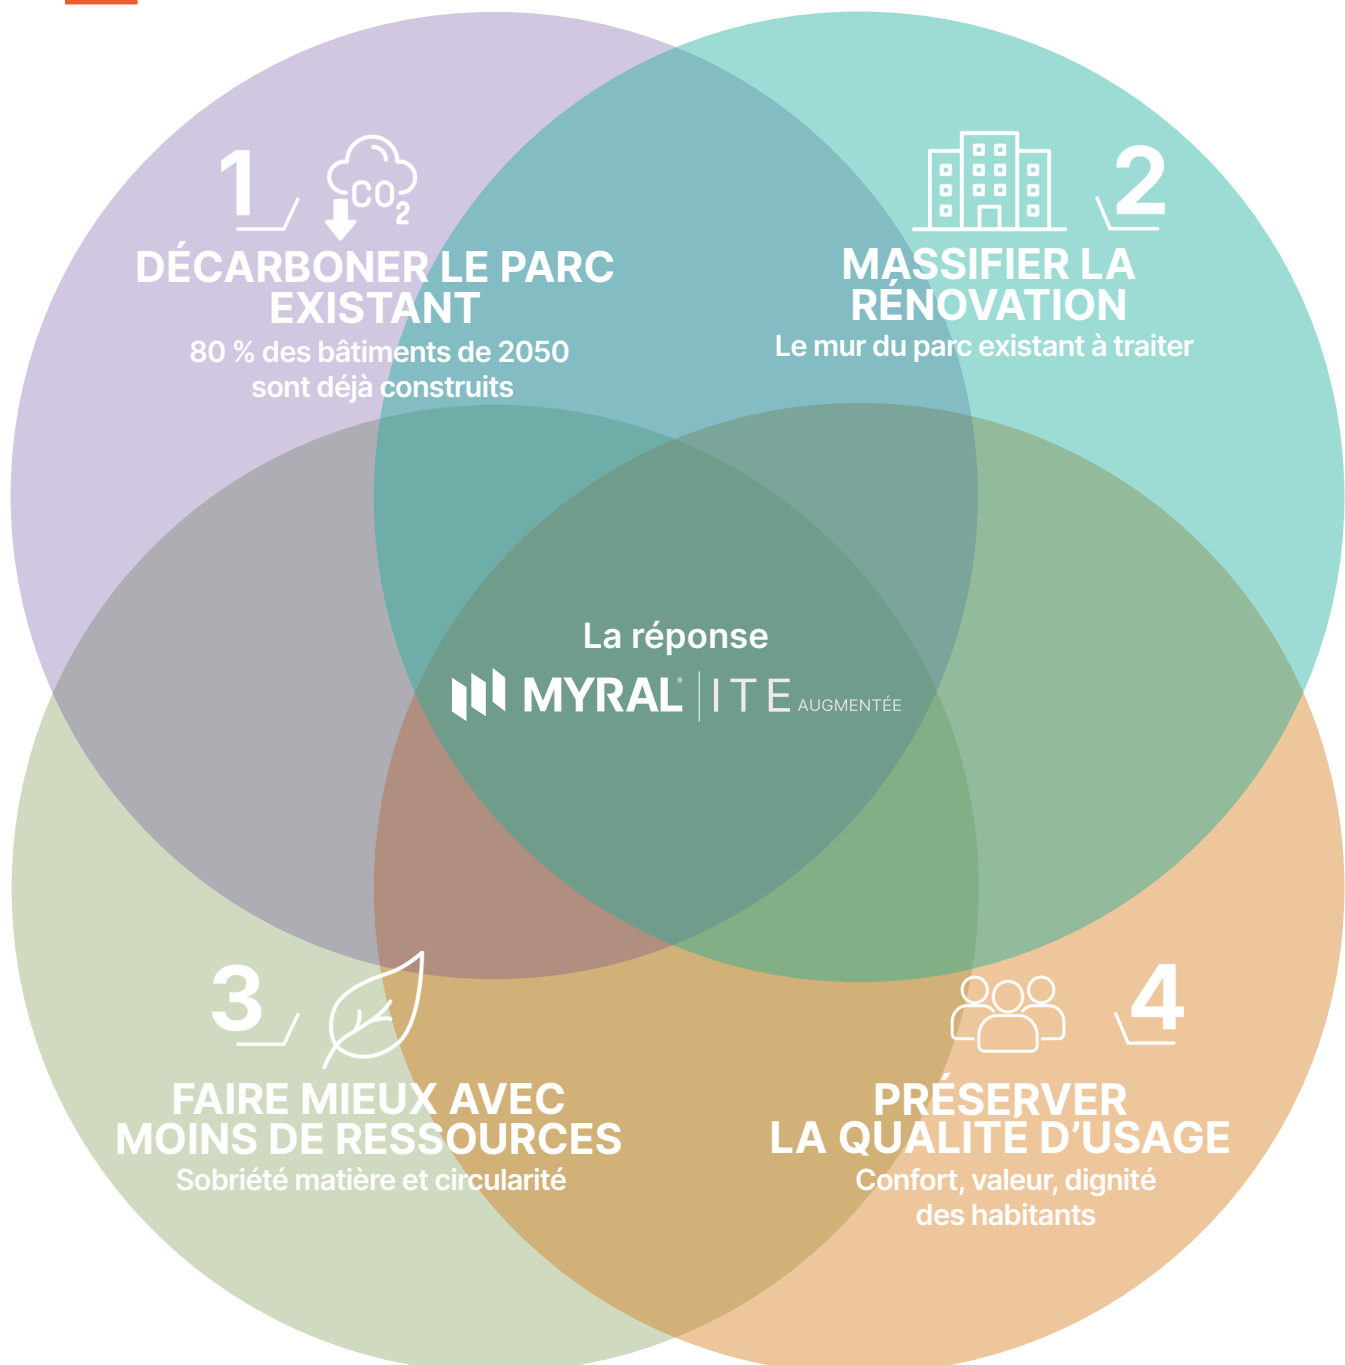 1
CO2
DÉCARBONER LE PARC
EXISTANT
80 % des bâtiments de 2050
sont déjà construits
2
MASSIFIER LA
RÉNOVATION
Le mur du parc existant à traiter
La réponse
MYRAL® | ITE AUGMENTÉE
3
FAIRE MIEUX AVEC
MOINS DE RESSOURCES
Sobriété matière et circularité
4
PRÉSERVER
LA QUALITÉ D’USAGE
Confort, valeur, dignité
des habitants